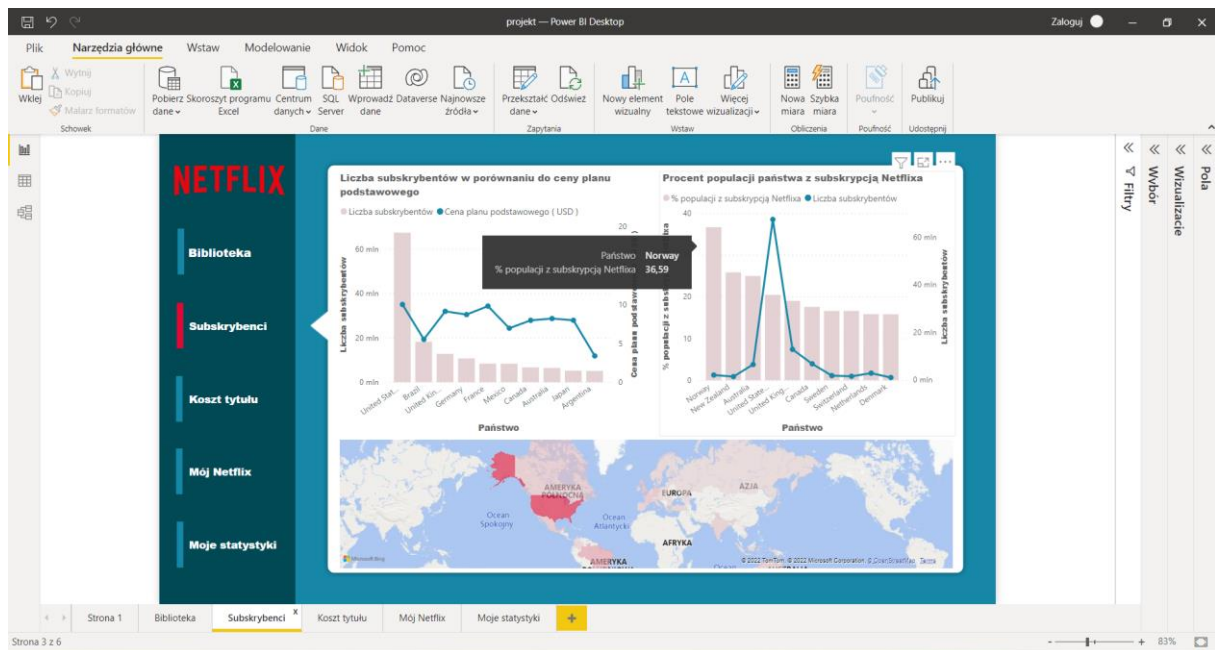 projekt — Power BI Desktop
Zaloguj
Plik Narzędzia główne Wstaw Modelowanie Widok Pomoc
Wklej
Wytnij
Kopiuj
Malarz formatów
Schowek
Pobierz dane
Skoroszyt programu Excel
Centrum danych
SQL Server
Wprowadź dane
Dataverse
Najnowsze źródła
Dane
Przekształć dane
Odśwież
Zapytania
Nowy element wizualny
Pole tekstowe
Więcej wizualizacji
Wstaw
Nowa miara
Szybka miara
Obliczenia
Poufność
Poufność
Publikuj
Udostępnij
NETFLIX
Biblioteka
Subskrybenci
Koszt tytułu
Mój Netflix
Moje statystyki
Liczba subskrybentów w porównaniu do ceny planu
podstawowego
Liczba subskrybentów Cena planu podstawowego ( USD )
Liczba subskrybentów
60 mln
40 mln
20 mln
0 mln
20
10
5
0
United Stat...
Brazil
United Kin...
Germany
France
Mexico
Canada
Australia
Japan
Argentina
Państwo
Procent populacji państwa z subskrypcją Netflixa
% populacji z subskrypcją Netflixa Liczba subskrybentów
40
20
10
0
60 mln
40 mln
20 mln
0 mln
Liczba subskrybentów
Norway
New Zealand
Australia
United State...
United King...
Canada
Sweden
Switzerland
Netherlands
Denmark
Państwo
Państwo Norway
% populacji z subskrypcją Netflixa 36,59
AMERYKA
PÓŁNOCNA
EUROPA
AZJA
Ocean
Spokojny
Ocean
Atlantycki
AFRYKA
AMERYKA
Microsoft Bing
© 2022 TomTom, © 2022 Microsoft Corporation, © OpenStreetMap Terms
Filtry
Wybór
Wizualizacje
Pola
Strona 1 Biblioteka Subskrybenci x Koszt tytułu Mój Netflix Moje statystyki +
Strona 3 z 6
- + 83%